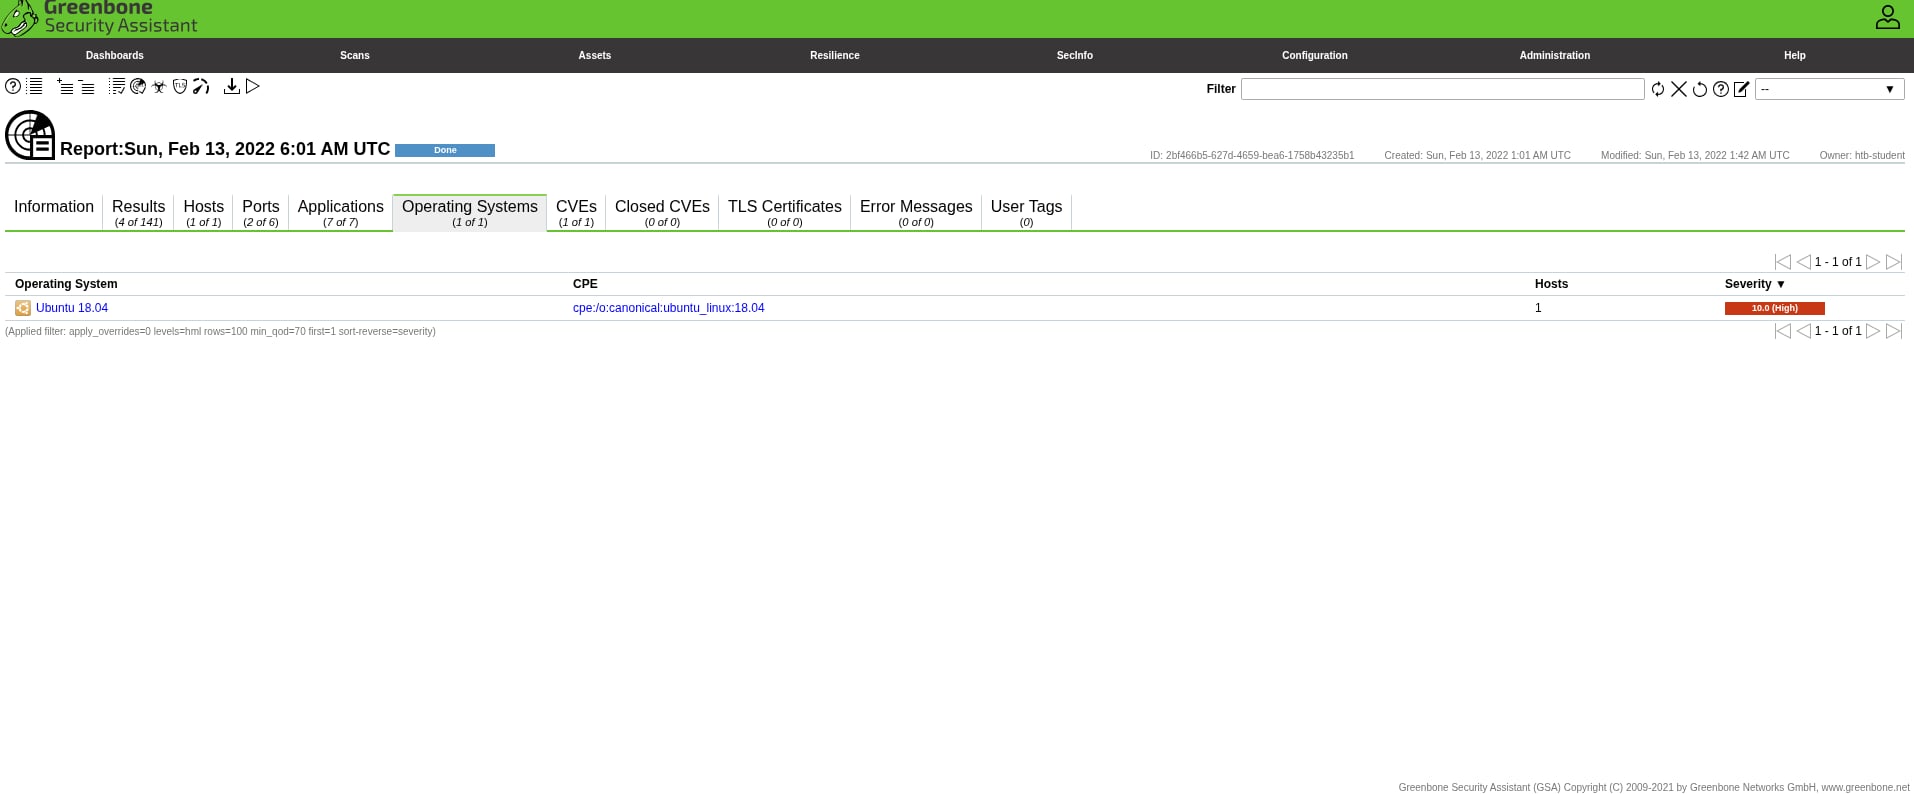 Greenbone
Security Assistant
Dashboards Scans Assets Resilience SecInfo Configuration Administration Help
Filter --
Report:Sun, Feb 13, 2022 6:01 AM UTC Done
ID: 2bf466b5-627d-4659-bea6-1758b43235b1 Created: Sun, Feb 13, 2022 1:01 AM UTC Modified: Sun, Feb 13, 2022 1:42 AM UTC Owner: htb-student
Information Results Hosts Ports Applications Operating Systems CVEs Closed CVEs TLS Certificates Error Messages User Tags
(4 of 141) (1 of 1) (2 of 6) (7 of 7) (1 of 1) (1 of 1) (0 of 0) (0 of 0) (0 of 0) (0)
1 - 1 of 1
Operating System CPE Hosts Severity ▼
Ubuntu 18.04 cpe:/o:canonical:ubuntu_linux:18.04 1 10.0 (High)
(Applied filter: apply_overrides=0 levels=hml rows=100 min_qod=70 first=1 sort-reverse=severity) 1 - 1 of 1
Greenbone Security Assistant (GSA) Copyright (C) 2009-2021 by Greenbone Networks GmbH, www.greenbone.net